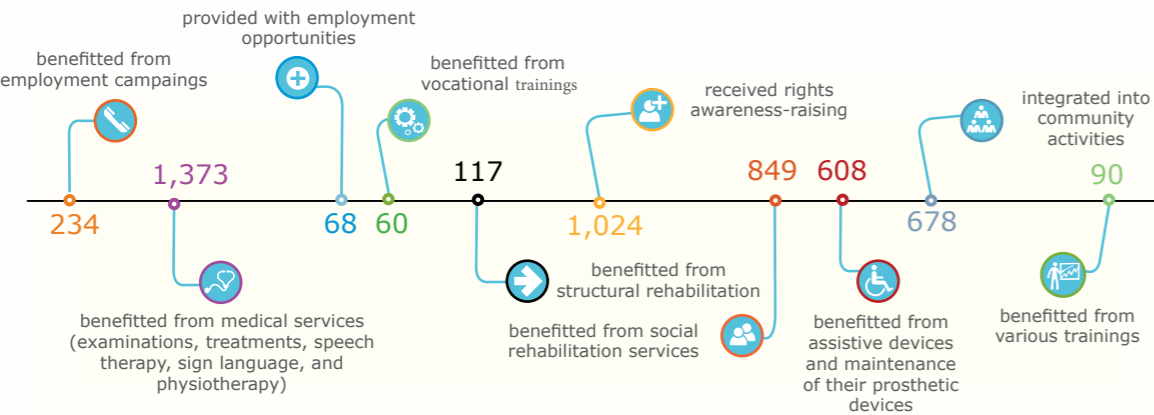 benefitted from
employment campaings
234
1,373
benefitted from medical services
(examinations, treatments, speech
therapy, sign language, and
physiotherapy)
provided with employment
opportunities
68
benefitted from
vocational trainings
60
117
benefitted from
structural rehabilitation
received rights
awareness-raising
1,024
849
benefitted from social
rehabilitation services
608
benefitted from
assistive devices
and maintenance
of their prosthetic
devices
integrated into
community
activities
678
90
benefitted from
various trainings